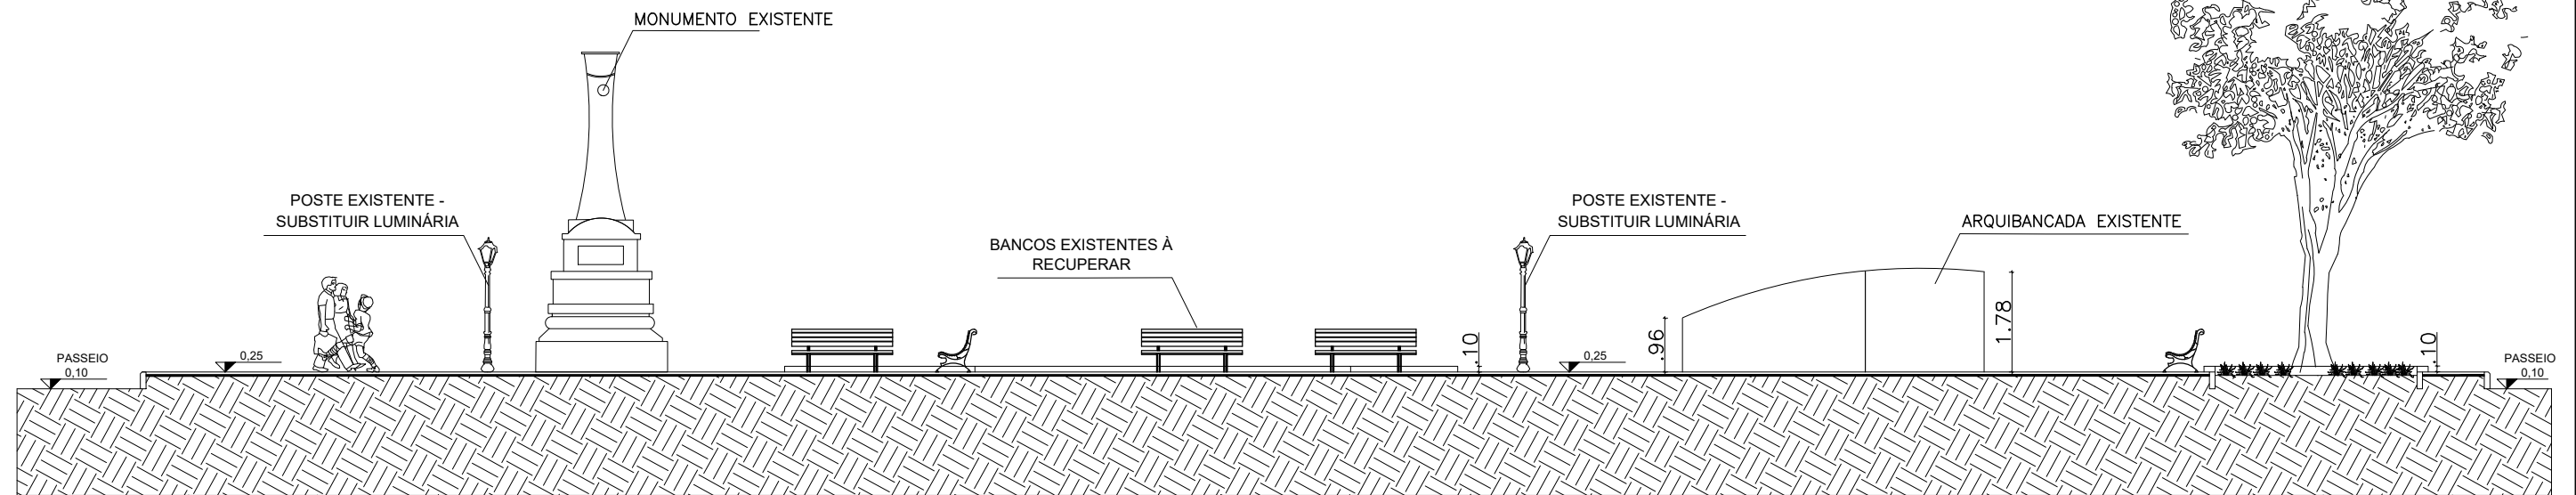 MONUMENTO EXISTENTE
POSTE EXISTENTE -
SUBSTITUIR LUMINÁRIA
BANCOS EXISTENTES À
RECUPERAR
POSTE EXISTENTE -
SUBSTITUIR LUMINÁRIA
ARQUIBANCADA EXISTENTE
PASSEIO
0,10
0,25
.10
0,25
.96
1.78
.10
PASSEIO
0,10